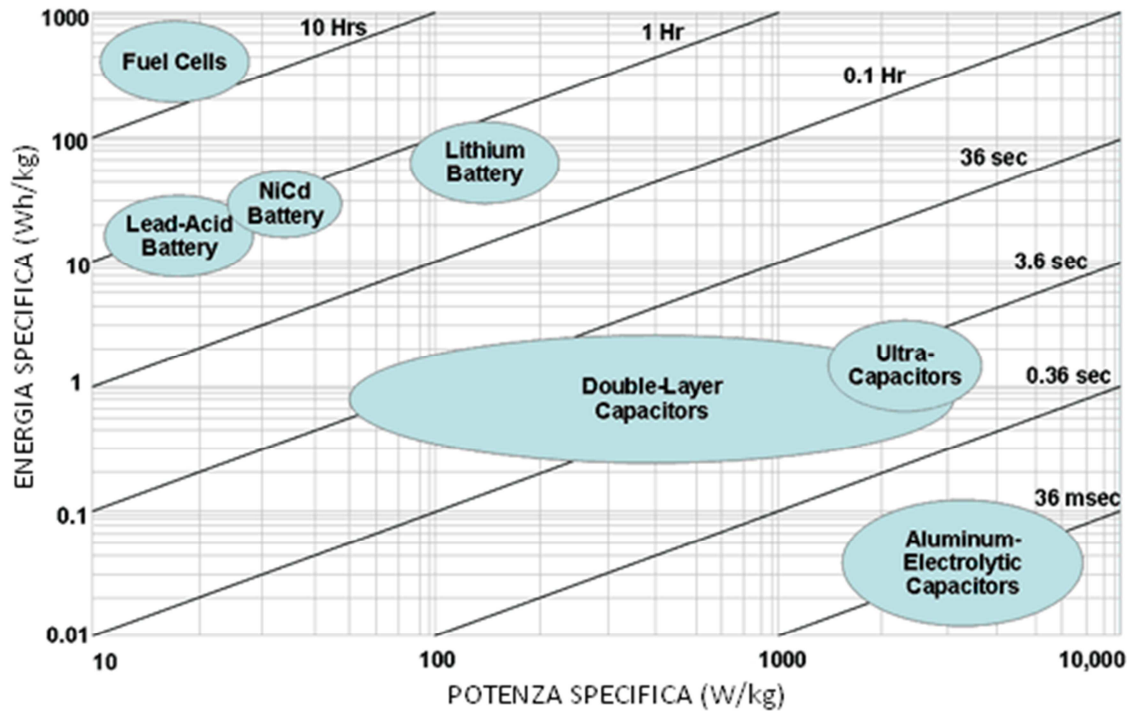 1000
10 Hrs
1 Hr
Fuel Cells
0.1 Hr
100
Lithium
Battery
36 sec
NiCd
Battery
Lead-Acid
Battery
10
3.6 sec
ENERGIA SPECIFICA (Wh/kg)
Ultra-
Capacitors
1
Double-Layer
Capacitors
0.36 sec
0.1
36 msec
Aluminum-
Electrolytic
Capacitors
0.01
10
100
1000
10,000
POTENZA SPECIFICA (W/kg)